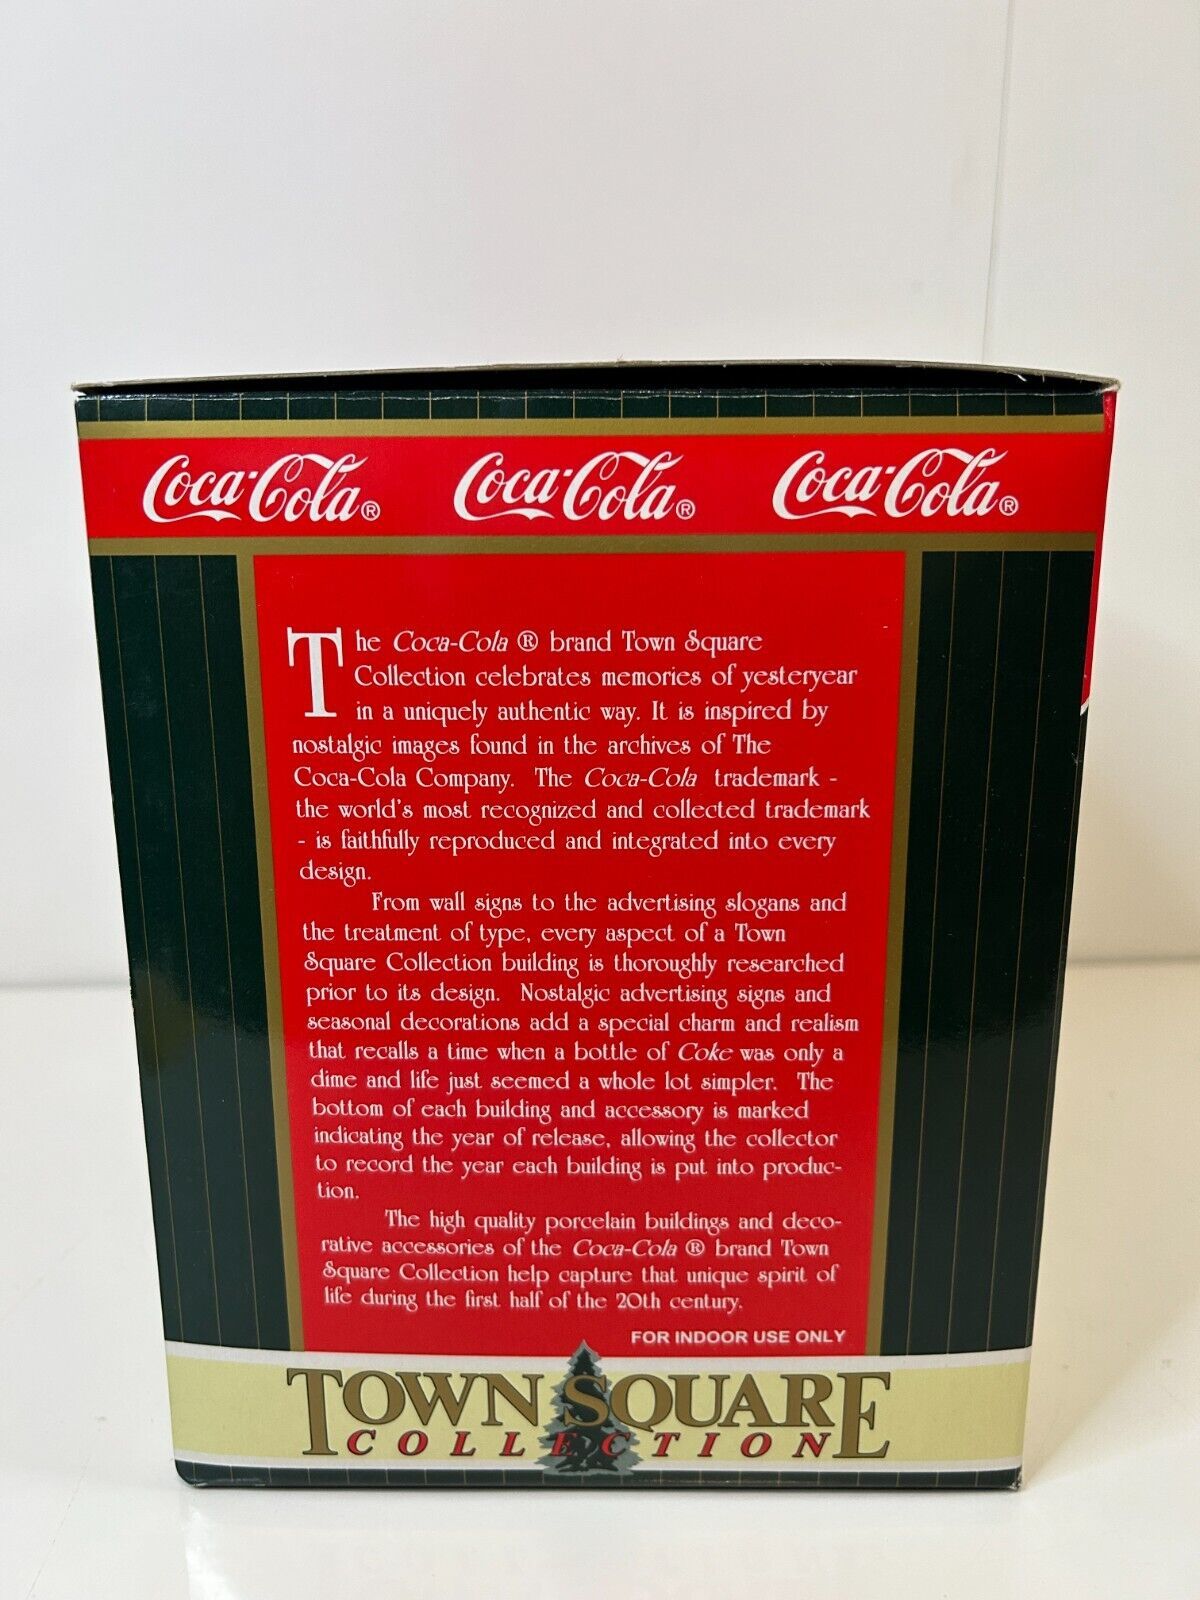 Coca-Cola® Coca-Cola® Coca-Cola®
The Coca-Cola ® brand Town Square
Collection celebrates memories of yesteryear
in a uniquely authentic way. It is inspired by
nostalgic images found in the archives of The
Coca-Cola Company. The Coca-Cola trademark -
the world's most recognized and collected trademark
- is faithfully reproduced and integrated into every
design.
From wall signs to the advertising slogans and
the treatment of type, every aspect of a Town
Square Collection building is thoroughly researched
prior to its design. Nostalgic advertising signs and
seasonal decorations add a special charm and realism
that recalls a time when a bottle of Coke was only a
dime and life just seemed a whole lot simpler. The
bottom of each building and accessory is marked
indicating the year of release, allowing the collector
to record the year each building is put into produc-
tion.
The high quality porcelain buildings and deco-
rative accessories of the Coca-Cola ® brand Town
Square Collection help capture that unique spirit of
life during the first half of the 20th century.
FOR INDOOR USE ONLY
TOWN SQUARE
COLLECTION